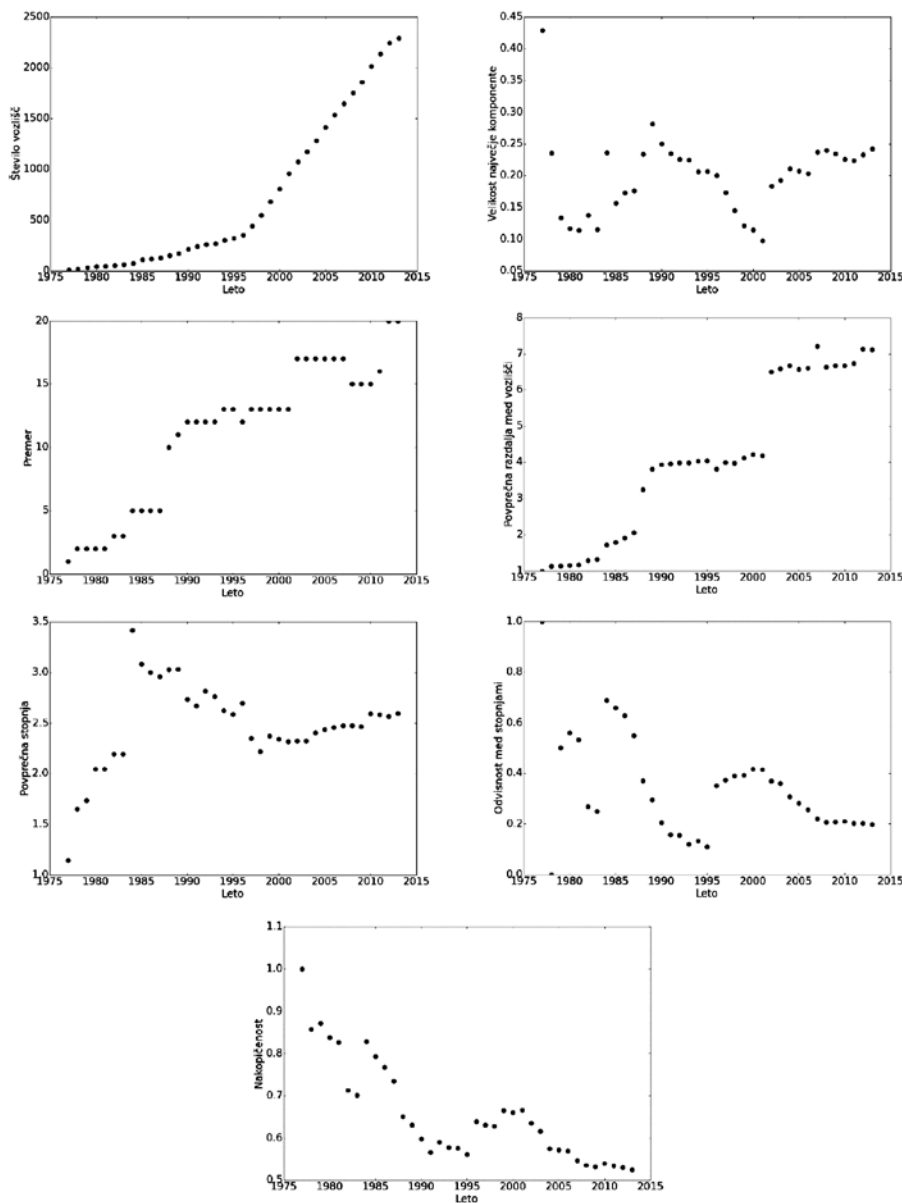 Število vozlišč
2500
2000
1500
1000
500
0
1975 1980 1985 1990 1995 2000 2005 2010 2015
Leto
Velikost največje komponente
0.45
0.40
0.35
0.30
0.25
0.20
0.15
0.10
0.05
1975 1980 1985 1990 1995 2000 2005 2010 2015
Leto
Premer
20
15
10
5
0
1975 1980 1985 1990 1995 2000 2005 2010 2015
Leto
Povprečna razdalja med vozlišči
8
7
6
5
4
3
2
1
1975 1980 1985 1990 1995 2000 2005 2010 2015
Leto
Povprečna stopnja
3.5
3.0
2.5
2.0
1.5
1.0
1975 1980 1985 1990 1995 2000 2005 2010 2015
Leto
Odvisnost med stopnjami
1.0
0.8
0.6
0.4
0.2
0.0
1975 1980 1985 1990 1995 2000 2005 2010 2015
Leto
Nakopičenost
1.1
1.0
0.9
0.8
0.7
0.6
0.5
1975 1980 1985 1990 1995 2000 2005 2010 2015
Leto